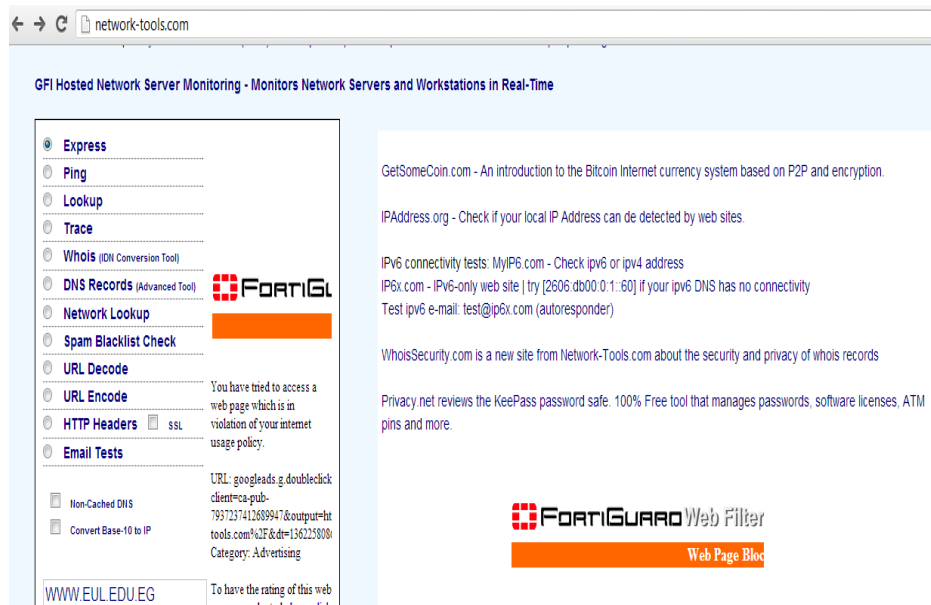 network-tools.com
GFI Hosted Network Server Monitoring - Monitors Network Servers and Workstations in Real-Time
Express
Ping
Lookup
Trace
Whois (IDN Conversion Tool)
DNS Records (Advanced Tool)
Network Lookup
Spam Blacklist Check
URL Decode
URL Encode
HTTP Headers SSL
Email Tests
Non-Cached DNS
Convert Base-10 to IP
WWW.EUL.EDU.EG
FORTIGU
You have tried to access a
web page which is in
violation of your internet
usage policy.
URL: googleads.g.doubleclick
client=ca-pub-
7937237412689947&output=ht
tools.com%2F&dt=136225808
Category: Advertising
To have the rating of this web
GetSomeCoin.com - An introduction to the Bitcoin Internet currency system based on P2P and encryption.
IPAddress.org - Check if your local IP Address can de detected by web sites.
IPv6 connectivity tests: MyIP6.com - Check ipv6 or ipv4 address
IP6x.com - IPv6-only web site | try [2606:db00:0:1::60] if your ipv6 DNS has no connectivity
Test ipv6 e-mail: test@ip6x.com (autoresponder)
WhoisSecurity.com is a new site from Network-Tools.com about the security and privacy of whois records
Privacy.net reviews the KeePass password safe. 100% Free tool that manages passwords, software licenses, ATM
pins and more.
FORTIGUARD Web Filter
Web Page Bloc